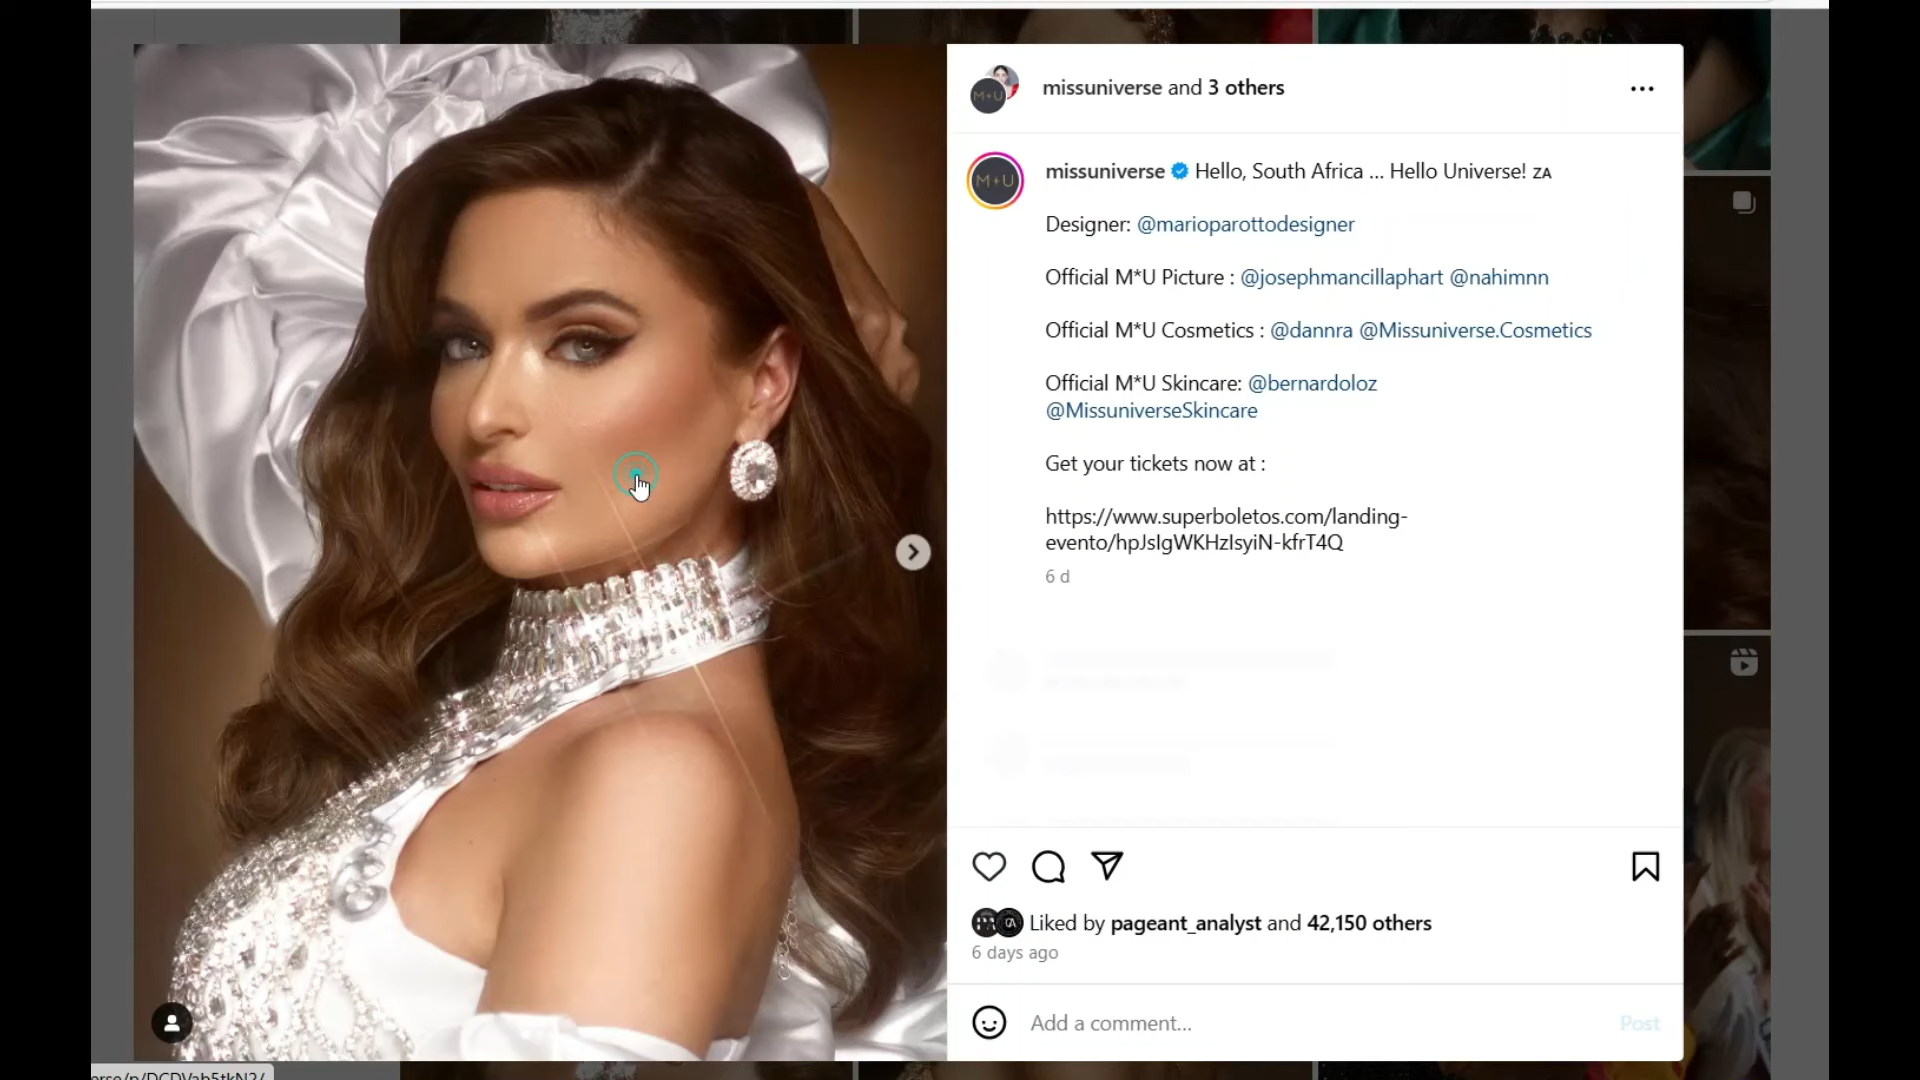 missuniverse and 3 others
missuniverse Hello, South Africa ... Hello Universe! ZA
Designer: @marioparottodesigner
Official M*U Picture : @josephmancillaphart @nahimnn
Official M*U Cosmetics : @dannra @Missuniverse.Cosmetics
Official M*U Skincare: @bernardoloz
@MissuniverseSkincare
Get your tickets now at :
https://www.superboletos.com/landing-
evento/hpJsIgWKHzIsyiN-kfrT4Q
6 d
Liked by pageant_analyst and 42,150 others
6 days ago
Add a comment...
Post
M+U
M+U